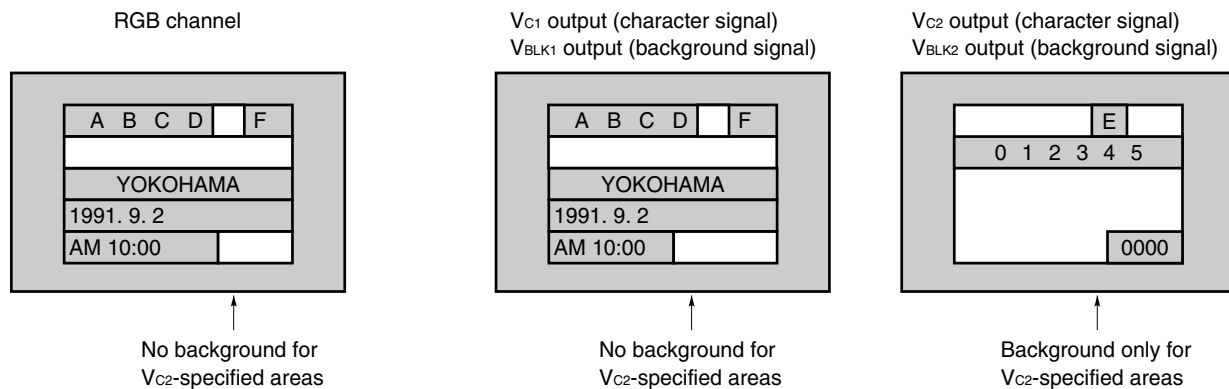 RGB channel
VC1 output (character signal)
VBLK1 output (background signal)
VC2 output (character signal)
VBLK2 output (background signal)
A B C D F
YOKOHAMA
1991. 9. 2
AM 10:00
A B C D F
YOKOHAMA
1991. 9. 2
AM 10:00
E
0 1 2 3 4 5
0000
No background for
VC2-specified areas
No background for
VC2-specified areas
Background only for
VC2-specified areas